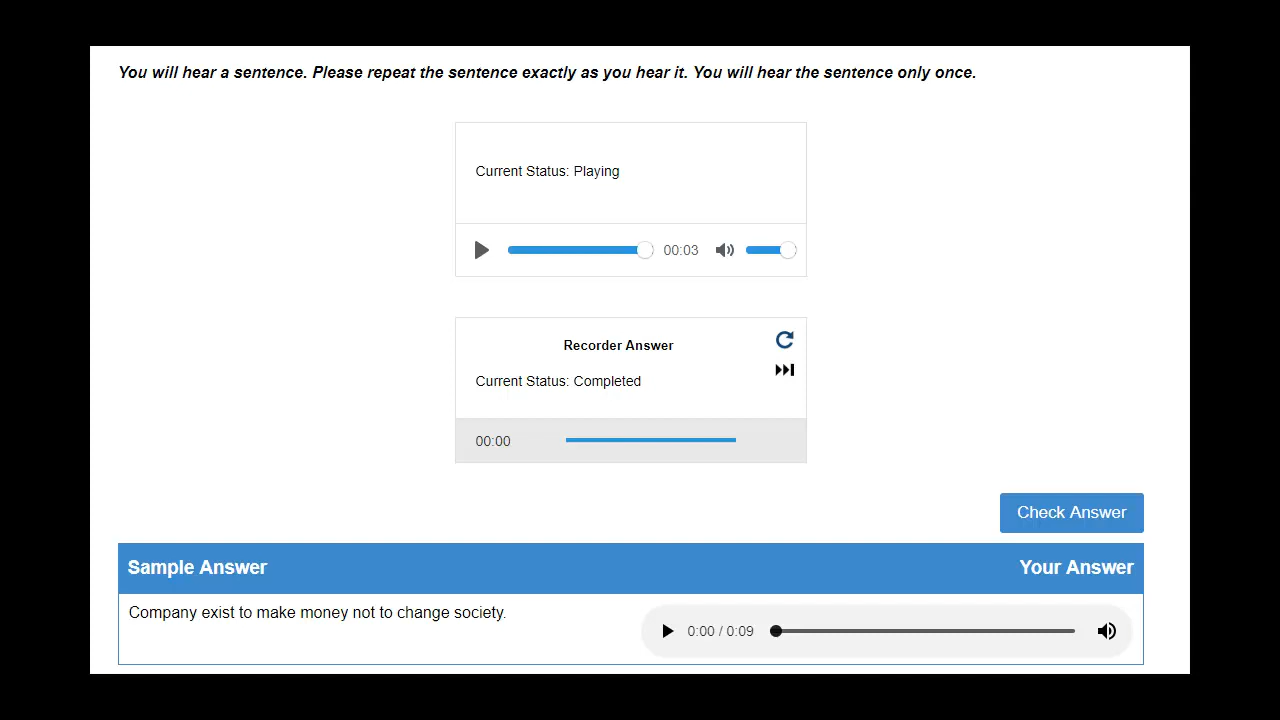 You will hear a sentence. Please repeat the sentence exactly as you hear it. You will hear the sentence only once.
Current Status: Playing
00:03
Recorder Answer
Current Status: Completed
00:00
Check Answer
Sample Answer
Your Answer
Company exist to make money not to change society.
0:00 / 0:09